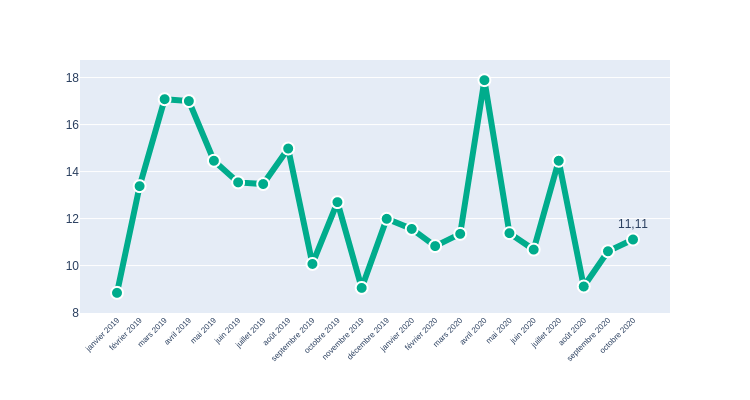 18
16
14
12
10
8
11,11
janvier 2019
février 2019
mars 2019
avril 2019
mai 2019
juin 2019
juillet 2019
août 2019
septembre 2019
octobre 2019
novembre 2019
décembre 2019
janvier 2020
février 2020
mars 2020
avril 2020
mai 2020
juin 2020
juillet 2020
août 2020
septembre 2020
octobre 2020